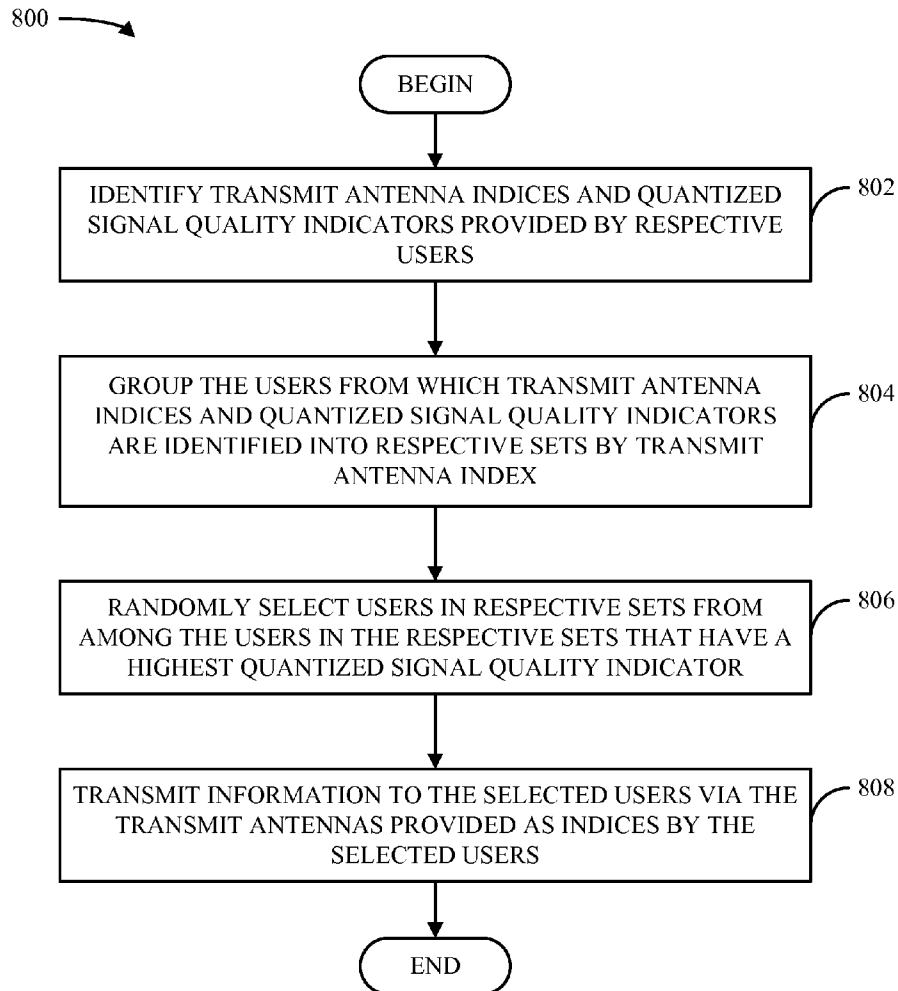 800
BEGIN
IDENTIFY TRANSMIT ANTENNA INDICES AND QUANTIZED
SIGNAL QUALITY INDICATORS PROVIDED BY RESPECTIVE
USERS
802
GROUP THE USERS FROM WHICH TRANSMIT ANTENNA
INDICES AND QUANTIZED SIGNAL QUALITY INDICATORS
ARE IDENTIFIED INTO RESPECTIVE SETS BY TRANSMIT
ANTENNA INDEX
804
RANDOMLY SELECT USERS IN RESPECTIVE SETS FROM
AMONG THE USERS IN THE RESPECTIVE SETS THAT HAVE A
HIGHEST QUANTIZED SIGNAL QUALITY INDICATOR
806
TRANSMIT INFORMATION TO THE SELECTED USERS VIA THE
TRANSMIT ANTENNAS PROVIDED AS INDICES BY THE
SELECTED USERS
808
END